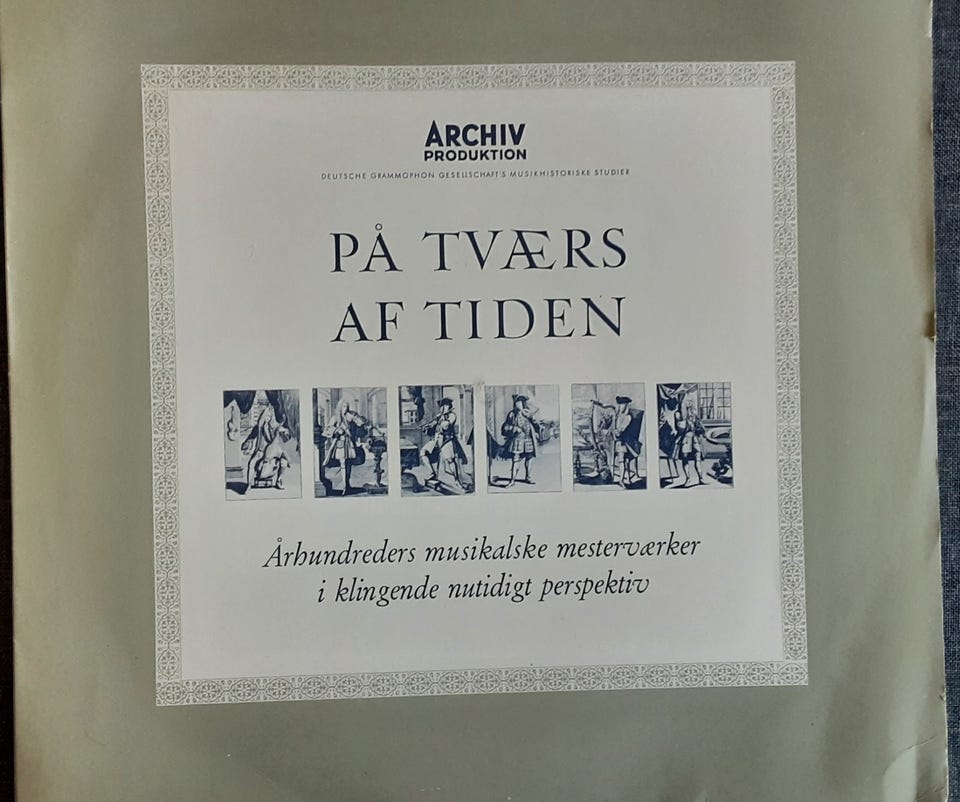 ARCHIV
PRODUKTION
DEUTSCHE GRAMMOPHON GESELLSCHAFT'S MUSIKHISTORISKE STUDIER
PÅ TVÆRS
AF TIDEN
Århundreders musikalske mesterværker
i klingende nutidigt perspektiv